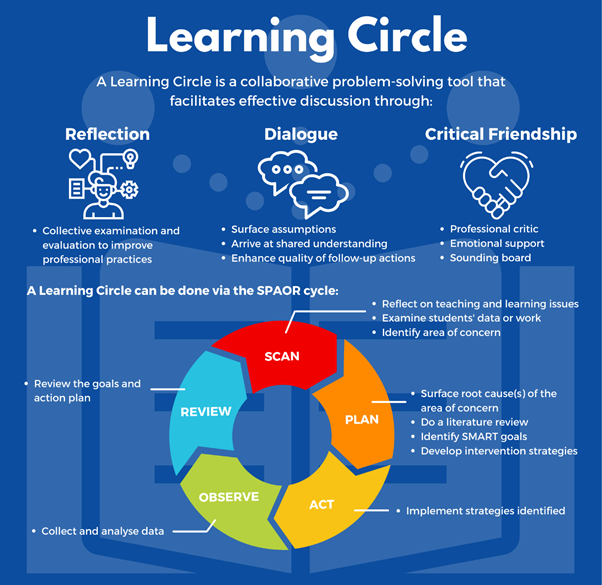 Learning Circle
A Learning Circle is a collaborative problem-solving tool that
facilitates effective discussion through:
Reflection
• Collective examination and
evaluation to improve
professional practices
Dialogue
• Surface assumptions
• Arrive at shared understanding
• Enhance quality of follow-up actions
Critical Friendship
• Professional critic
• Emotional support
• Sounding board
A Learning Circle can be done via the SPAOR cycle:
SCAN
• Reflect on teaching and learning issues
• Examine students' data or work
• Identify area of concern
PLAN
• Surface root cause(s) of the
area of concern
• Do a literature review
• Identify SMART goals
• Develop intervention strategies
ACT
• Implement strategies identified
OBSERVE
• Collect and analyse data
REVIEW
• Review the goals and
action plan